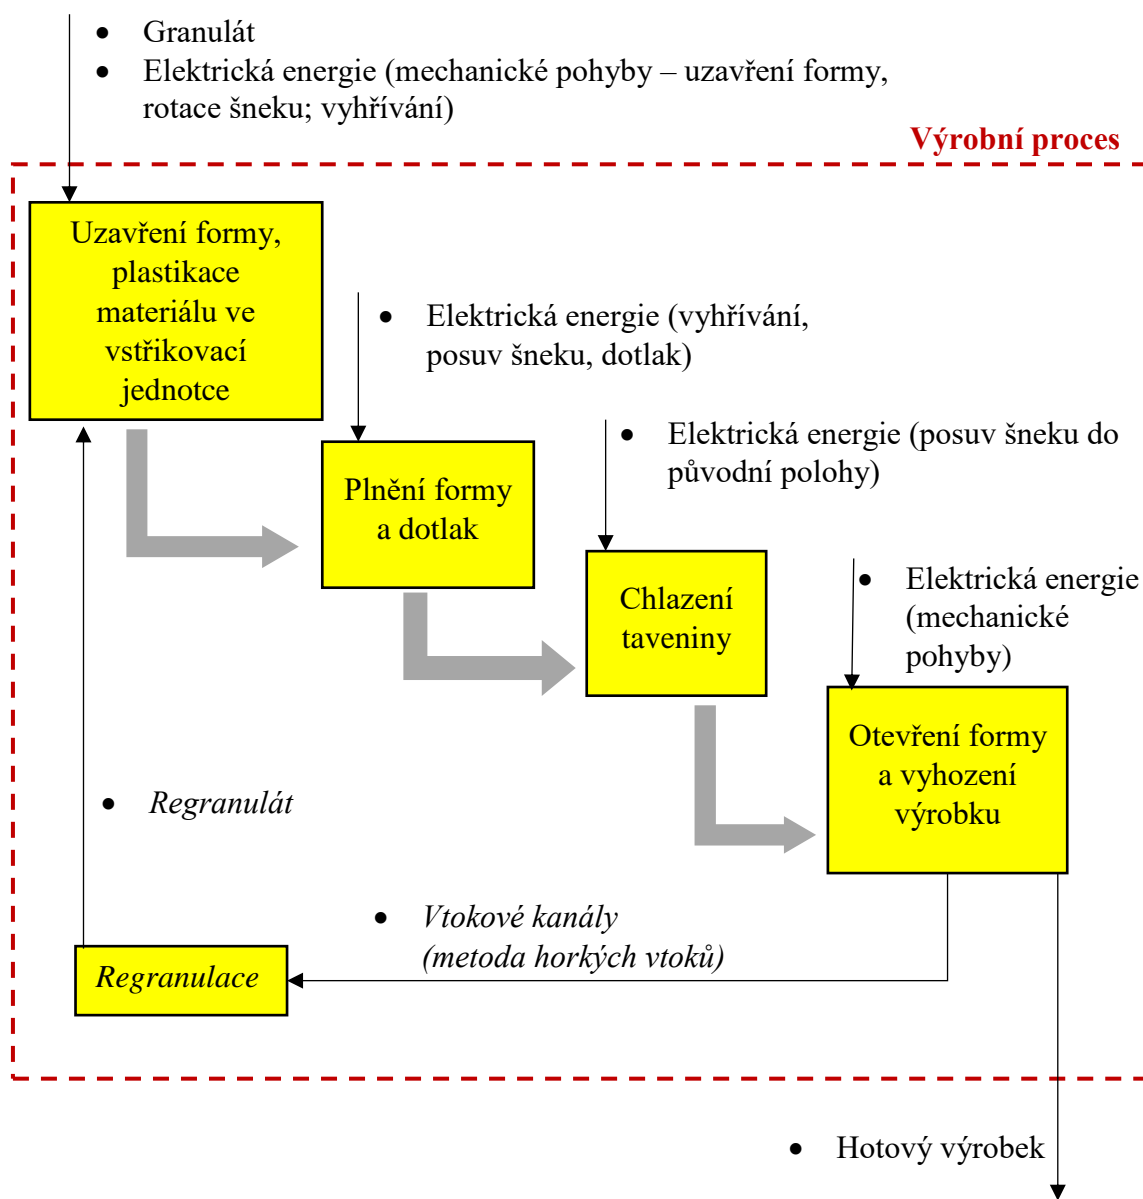 • Granulát
• Elektrická energie (mechanické pohyby – uzavření formy,
rotace šneku; vyhřívání)
Výrobní proces
Uzavření formy,
plastikace
materiálu ve
vstřikovací
jednotce
• Elektrická energie (vyhřívání,
posuv šneku, dotlak)
Plnění formy
a dotlak
• Elektrická energie (posuv šneku do
původní polohy)
Chlazení
taveniny
• Elektrická energie
(mechanické
pohyby)
Otevření formy
a vyhození
výrobku
• Regranulát
• Vtokové kanály
(metoda horkých vtoků)
Regranulace
• Hotový výrobek